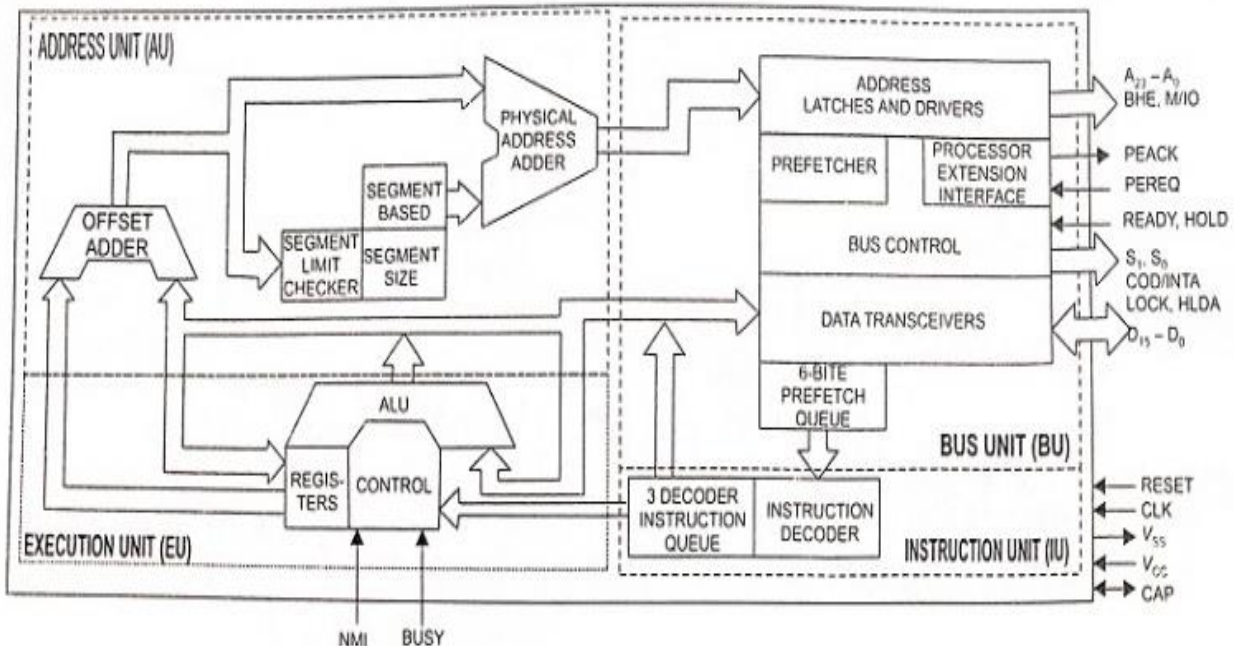 ADDRESS UNIT (AU)
OFFSET
ADDER
SEGMENT
LIMIT
CHECKER
SEGMENT
BASED
SEGMENT
SIZE
PHYSICAL
ADDRESS
ADDER
ADDRESS
LATCHES AND DRIVERS
PREFETCHER
PROCESSOR
EXTENSION
INTERFACE
BUS CONTROL
DATA TRANSCEIVERS
6-BITE
PREFETCH
QUEUE
BUS UNIT (BU)
A₂₃ – A₀
BHE, M/IO
PEACK
PEREQ
READY, HOLD
S₁, S₀
COD/INTA
LOCK, HLDA
D₁₅ – D₀
ALU
REGIS-
TERS
CONTROL
EXECUTION UNIT (EU)
3 DECODER
INSTRUCTION
QUEUE
INSTRUCTION
DECODER
INSTRUCTION UNIT (IU)
RESET
CLK
V_SS
V_CC
CAP
NMI
BUSY